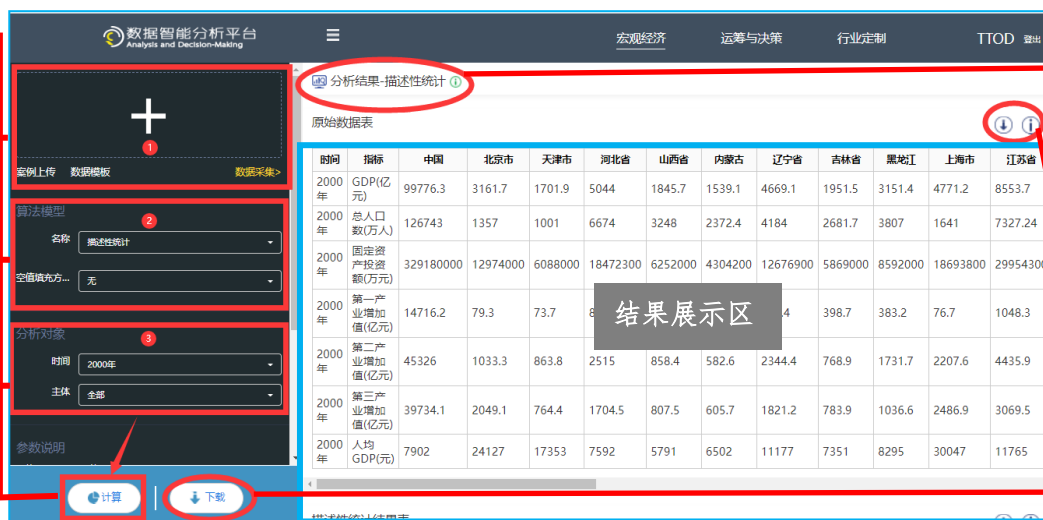 数据智能分析平台
Analysis and Decision-Making
宏观经济 运筹与决策 行业定制 TTOD 登出
1
案例上传 数据模板 数据采集>
算法模型
2
名称 描述性统计
空值填充方... 无
分析对象
3
时间 2000年
主体 全部
参数说明
计算 下载
分析结果-描述性统计
原始数据表
时间 指标 中国 北京市 天津市 河北省 山西省 内蒙古 辽宁省 吉林省 黑龙江 上海市 江苏省
2000年 GDP(亿元) 99776.3 3161.7 1701.9 5044 1845.7 1539.1 4669.1 1951.5 3151.4 4771.2 8553.7
2000年 总人口数(万人) 126743 1357 1001 6674 3248 2372.4 4184 2681.7 3807 1641 7327.24
2000年 固定资产投资额(万元) 329180000 12974000 6088000 18472300 6252000 4304200 12676900 5869000 8592000 18693800 29954300
2000年 第一产业增加值(亿元) 14716.2 79.3 73.7 398.7 383.2 76.7 1048.3
结果展示区
2000年 第二产业增加值(亿元) 45326 1033.3 863.8 2515 858.4 582.6 2344.4 768.9 1731.7 2207.6 4435.9
2000年 第三产业增加值(亿元) 39734.1 2049.1 764.4 1704.5 807.5 605.7 1821.2 783.9 1036.6 2486.9 3069.5
2000年 人均GDP(元) 7902 24127 17353 7592 5791 6502 11177 7351 8295 30047 11765